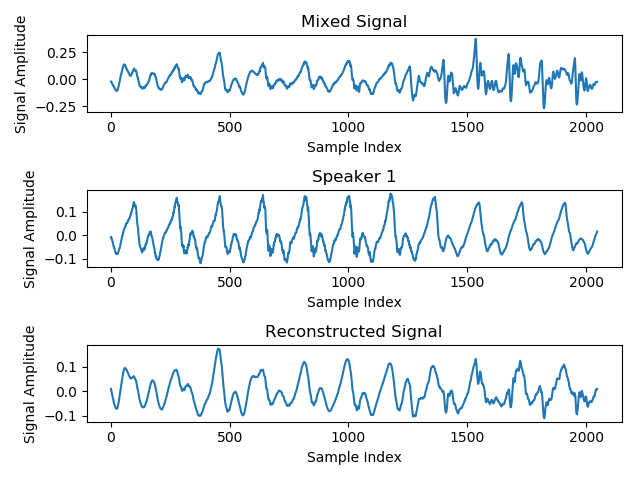 Mixed Signal
Signal Amplitude
0.25
0.00
−0.25
0
500
1000
1500
2000
Sample Index
Speaker 1
Signal Amplitude
0.1
0.0
−0.1
0
500
1000
1500
2000
Sample Index
Reconstructed Signal
Signal Amplitude
0.1
0.0
−0.1
0
500
1000
1500
2000
Sample Index